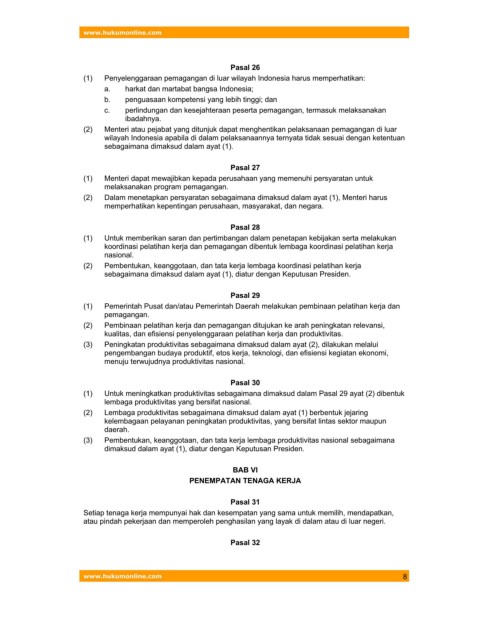 www.hukumonline.com
Pasal 26
(1) Penyelenggaraan pemagangan di luar wilayah Indonesia harus memperhatikan:
a. harkat dan martabat bangsa Indonesia;
b. penguasaan kompetensi yang lebih tinggi; dan
c. perlindungan dan kesejahteraan peserta pemagangan, termasuk melaksanakan
ibadahnya.
(2) Menteri atau pejabat yang ditunjuk dapat menghentikan pelaksanaan pemagangan di luar
wilayah Indonesia apabila di dalam pelaksanaannya ternyata tidak sesuai dengan ketentuan
sebagaimana dimaksud dalam ayat (1).
Pasal 27
(1) Menteri dapat mewajibkan kepada perusahaan yang memenuhi persyaratan untuk
melaksanakan program pemagangan.
(2) Dalam menetapkan persyaratan sebagaimana dimaksud dalam ayat (1), Menteri harus
memperhatikan kepentingan perusahaan, masyarakat, dan negara.
Pasal 28
(1) Untuk memberikan saran dan pertimbangan dalam penetapan kebijakan serta melakukan
koordinasi pelatihan kerja dan pemagangan dibentuk lembaga koordinasi pelatihan kerja
nasional.
(2) Pembentukan, keanggotaan, dan tata kerja lembaga koordinasi pelatihan kerja
sebagaimana dimaksud dalam ayat (1), diatur dengan Keputusan Presiden.
Pasal 29
(1) Pemerintah Pusat dan/atau Pemerintah Daerah melakukan pembinaan pelatihan kerja dan
pemagangan.
(2) Pembinaan pelatihan kerja dan pemagangan ditujukan ke arah peningkatan relevansi,
kualitas, dan efisiensi penyelenggaraan pelatihan kerja dan produktivitas.
(3) Peningkatan produktivitas sebagaimana dimaksud dalam ayat (2), dilakukan melalui
pengembangan budaya produktif, etos kerja, teknologi, dan efisiensi kegiatan ekonomi,
menuju terwujudnya produktivitas nasional.
Pasal 30
(1) Untuk meningkatkan produktivitas sebagaimana dimaksud dalam Pasal 29 ayat (2) dibentuk
lembaga produktivitas yang bersifat nasional.
(2) Lembaga produktivitas sebagaimana dimaksud dalam ayat (1) berbentuk jejaring
kelembagaan pelayanan peningkatan produktivitas, yang bersifat lintas sektor maupun
daerah.
(3) Pembentukan, keanggotaan, dan tata kerja lembaga produktivitas nasional sebagaimana
dimaksud dalam ayat (1), diatur dengan Keputusan Presiden.
BAB VI
PENEMPATAN TENAGA KERJA
Pasal 31
Setiap tenaga kerja mempunyai hak dan kesempatan yang sama untuk memilih, mendapatkan,
atau pindah pekerjaan dan memperoleh penghasilan yang layak di dalam atau di luar negeri.
Pasal 32
www.hukumonline.com 8